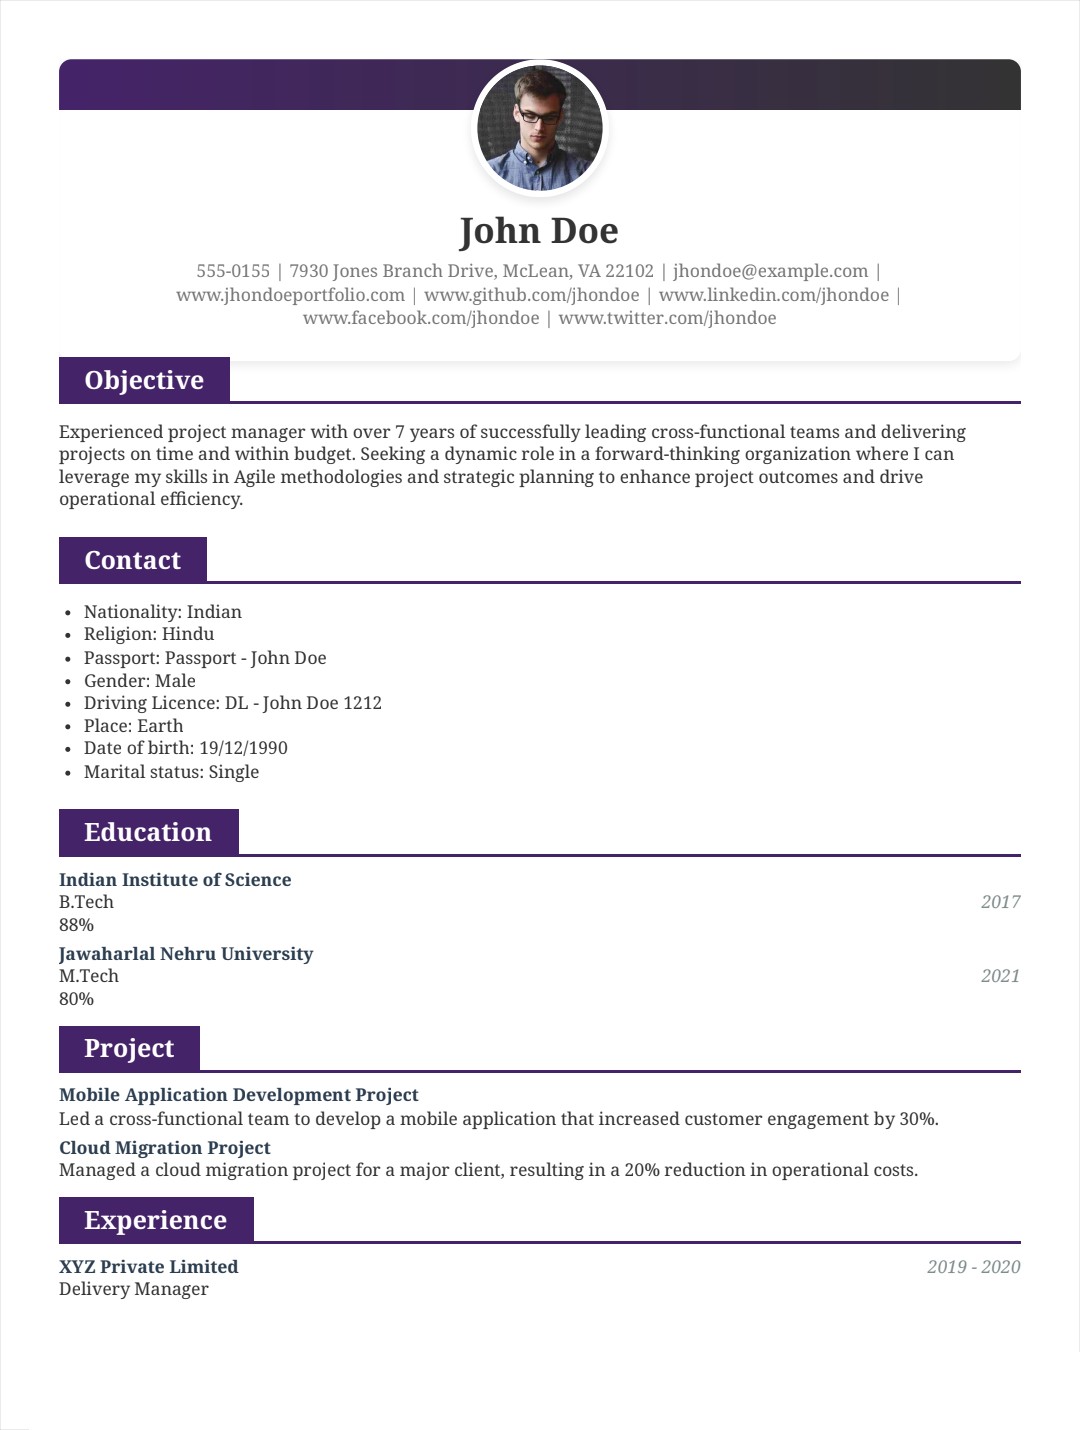 John Doe
555-0155 | 7930 Jones Branch Drive, McLean, VA 22102 | jhondoe@example.com |
www.jhondoeportfolio.com | www.github.com/jhondoe | www.linkedin.com/jhondoe |
www.facebook.com/jhondoe | www.twitter.com/jhondoe
Objective
Experienced project manager with over 7 years of successfully leading cross-functional teams and delivering
projects on time and within budget. Seeking a dynamic role in a forward-thinking organization where I can
leverage my skills in Agile methodologies and strategic planning to enhance project outcomes and drive
operational efficiency.
Contact
• Nationality: Indian
• Religion: Hindu
• Passport: Passport - John Doe
• Gender: Male
• Driving Licence: DL - John Doe 1212
• Place: Earth
• Date of birth: 19/12/1990
• Marital status: Single
Education
Indian Institute of Science
B.Tech 2017
88%
Jawaharlal Nehru University
M.Tech 2021
80%
Project
Mobile Application Development Project
Led a cross-functional team to develop a mobile application that increased customer engagement by 30%.
Cloud Migration Project
Managed a cloud migration project for a major client, resulting in a 20% reduction in operational costs.
Experience
XYZ Private Limited 2019 - 2020
Delivery Manager